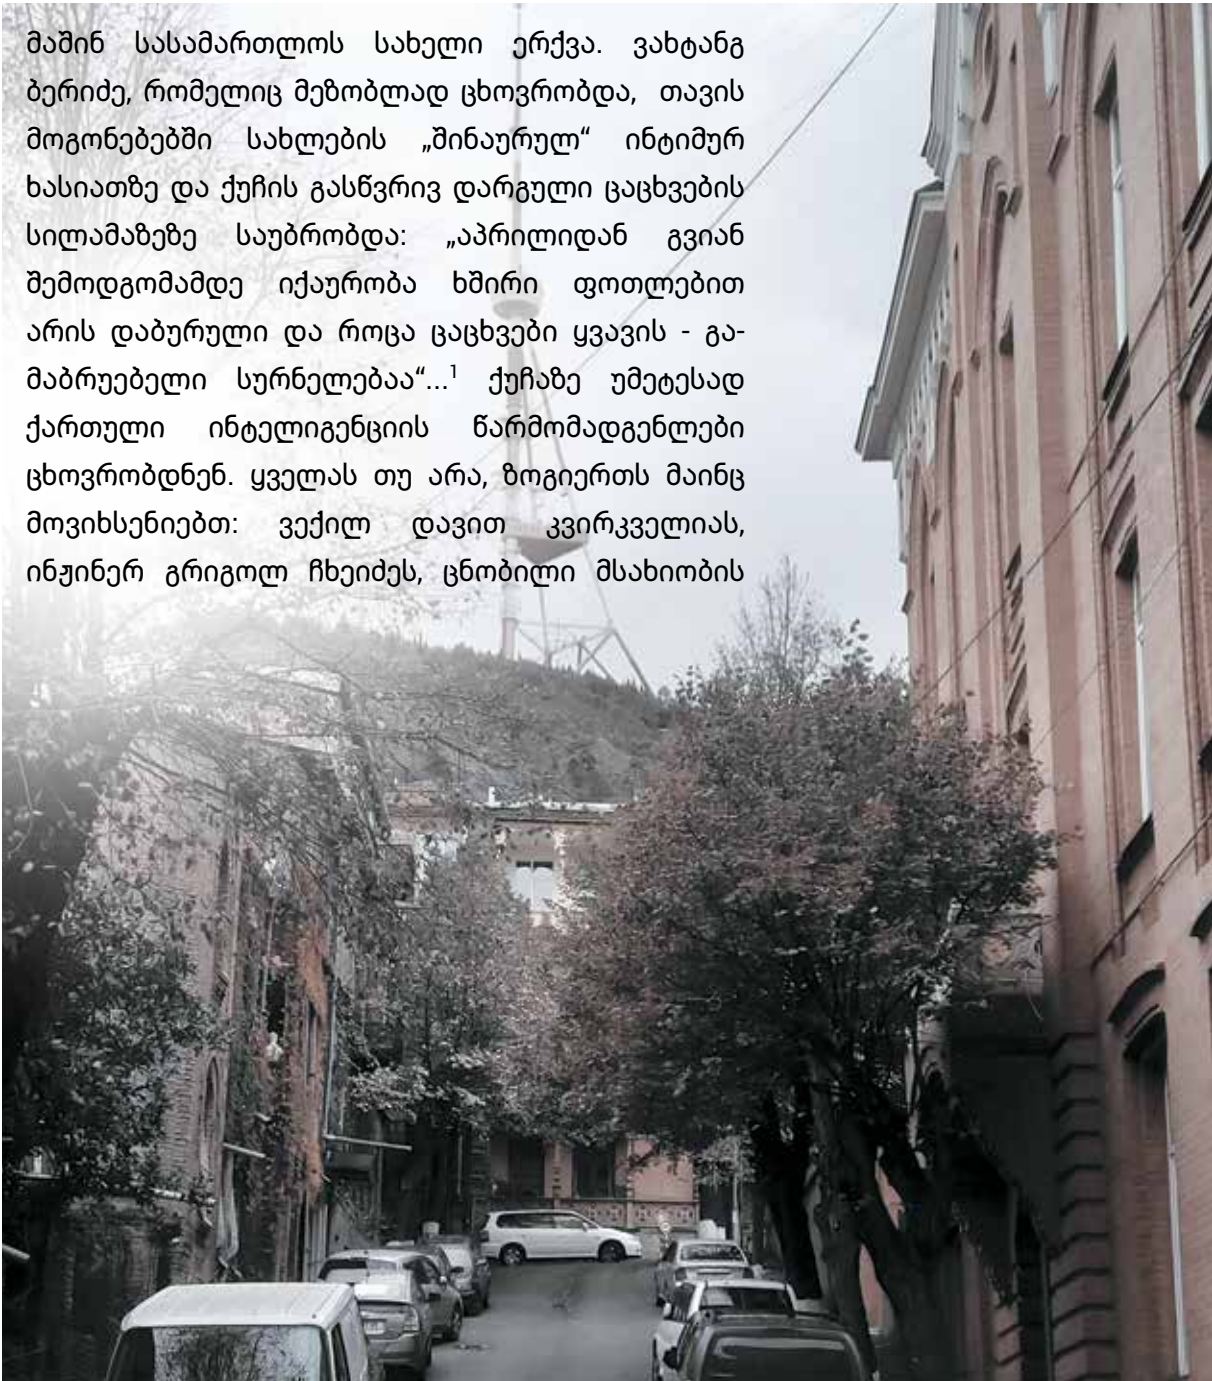 მაშინ სასამართლოს სახელი ერქვა. ვახტანგ
ბერიძე, რომელიც მეზობლად ცხოვრობდა, თავის
მოგონებებში სახლების „შინაურულ“ ინტიმურ
ხასიათზე და ქუჩის გასწვრივ დარგული ცაცხვების
სილამაზეზე საუბრობდა: „აპრილიდან გვიან
შემოდგომამდე იქაურობა ხშირი ფოთლებით
არის დაბურული და როცა ცაცხვები ყვავის - გა-
მაბრუებელი სურნელებაა“...¹ ქუჩაზე უმეტესად
ქართული ინტელიგენციის წარმომადგენლები
ცხოვრობდნენ. ყველას თუ არა, ზოგიერთს მაინც
მოვიხსენიებთ: ვექილ დავით კვირკველიას,
ინჟინერ გრიგოლ ჩხეიძეს, ცნობილი მსახიობის